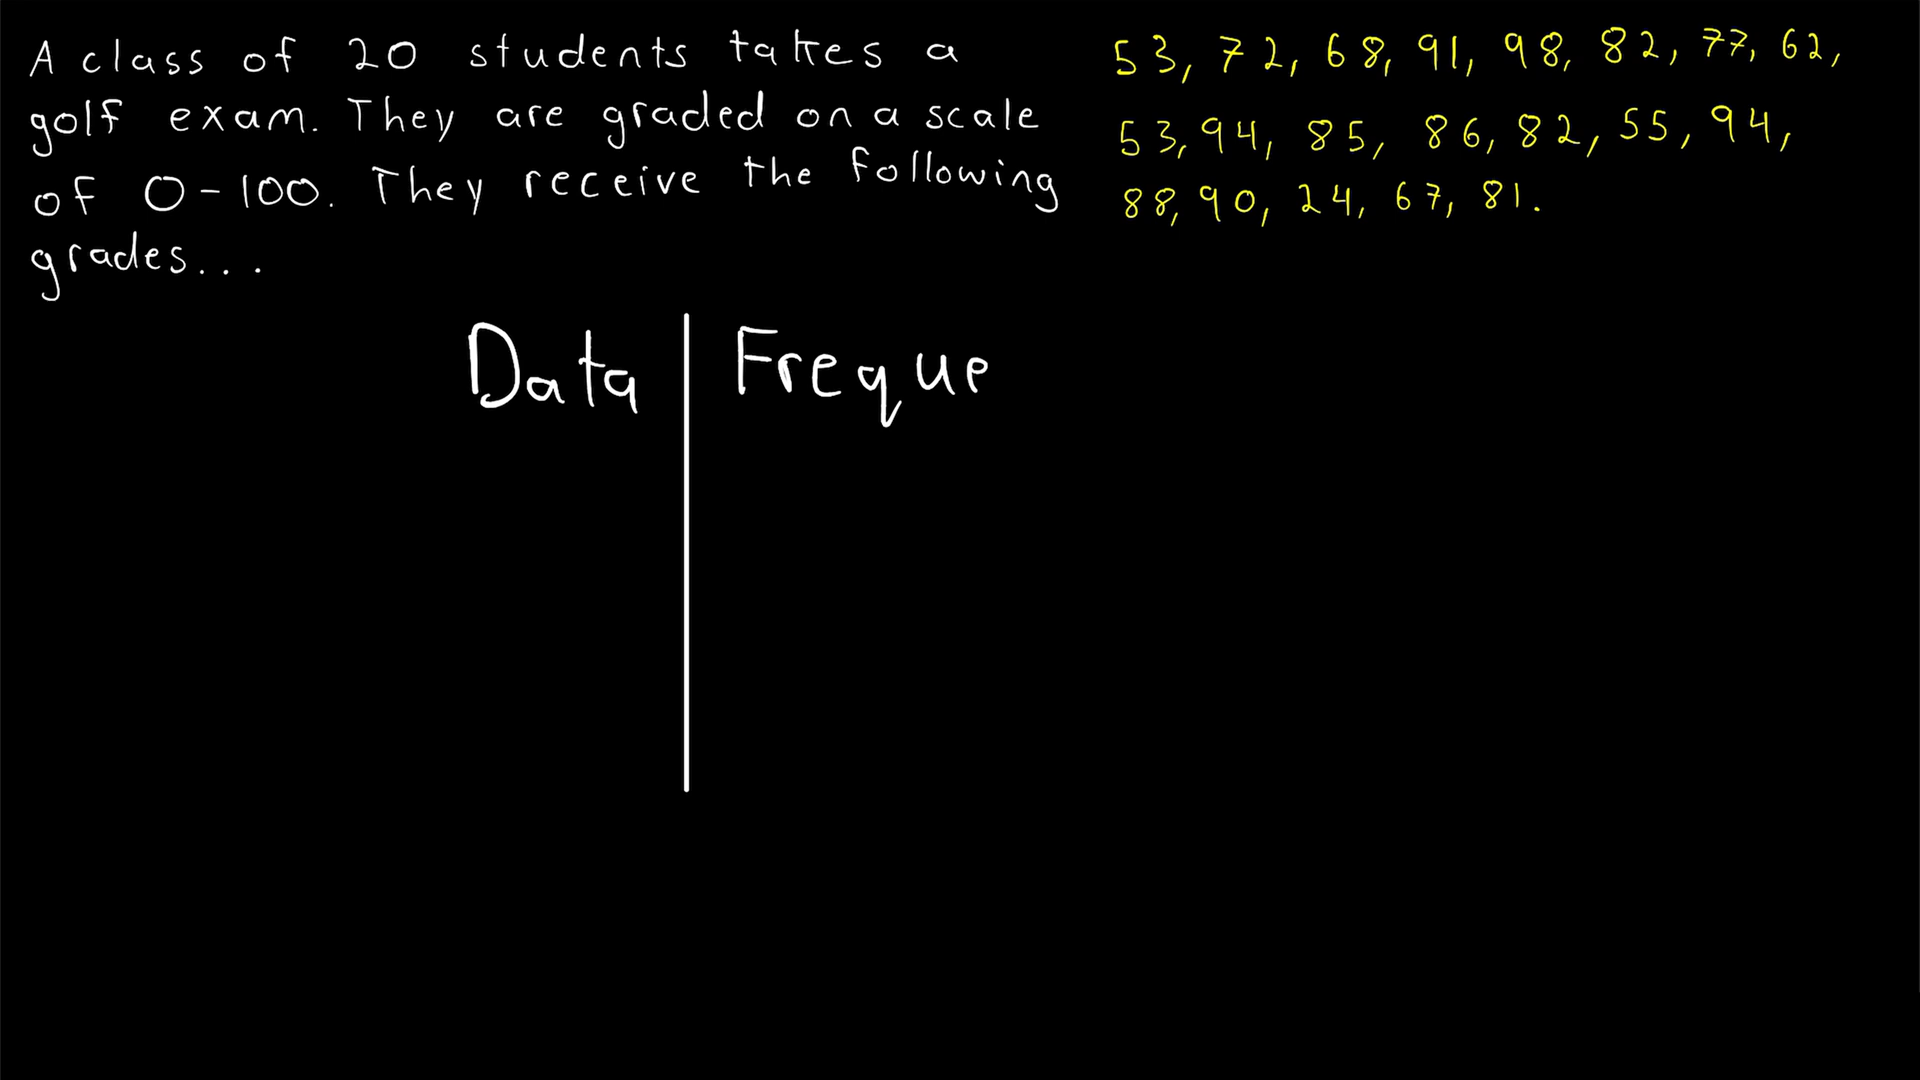 A class of 20 students takes a
golf exam. They are graded on a scale
of 0-100. They receive the following
grades...
53, 72, 68, 91, 98, 82, 77, 62,
53, 94, 85, 86, 82, 55, 94,
88, 90, 24, 67, 81.
Data Freque